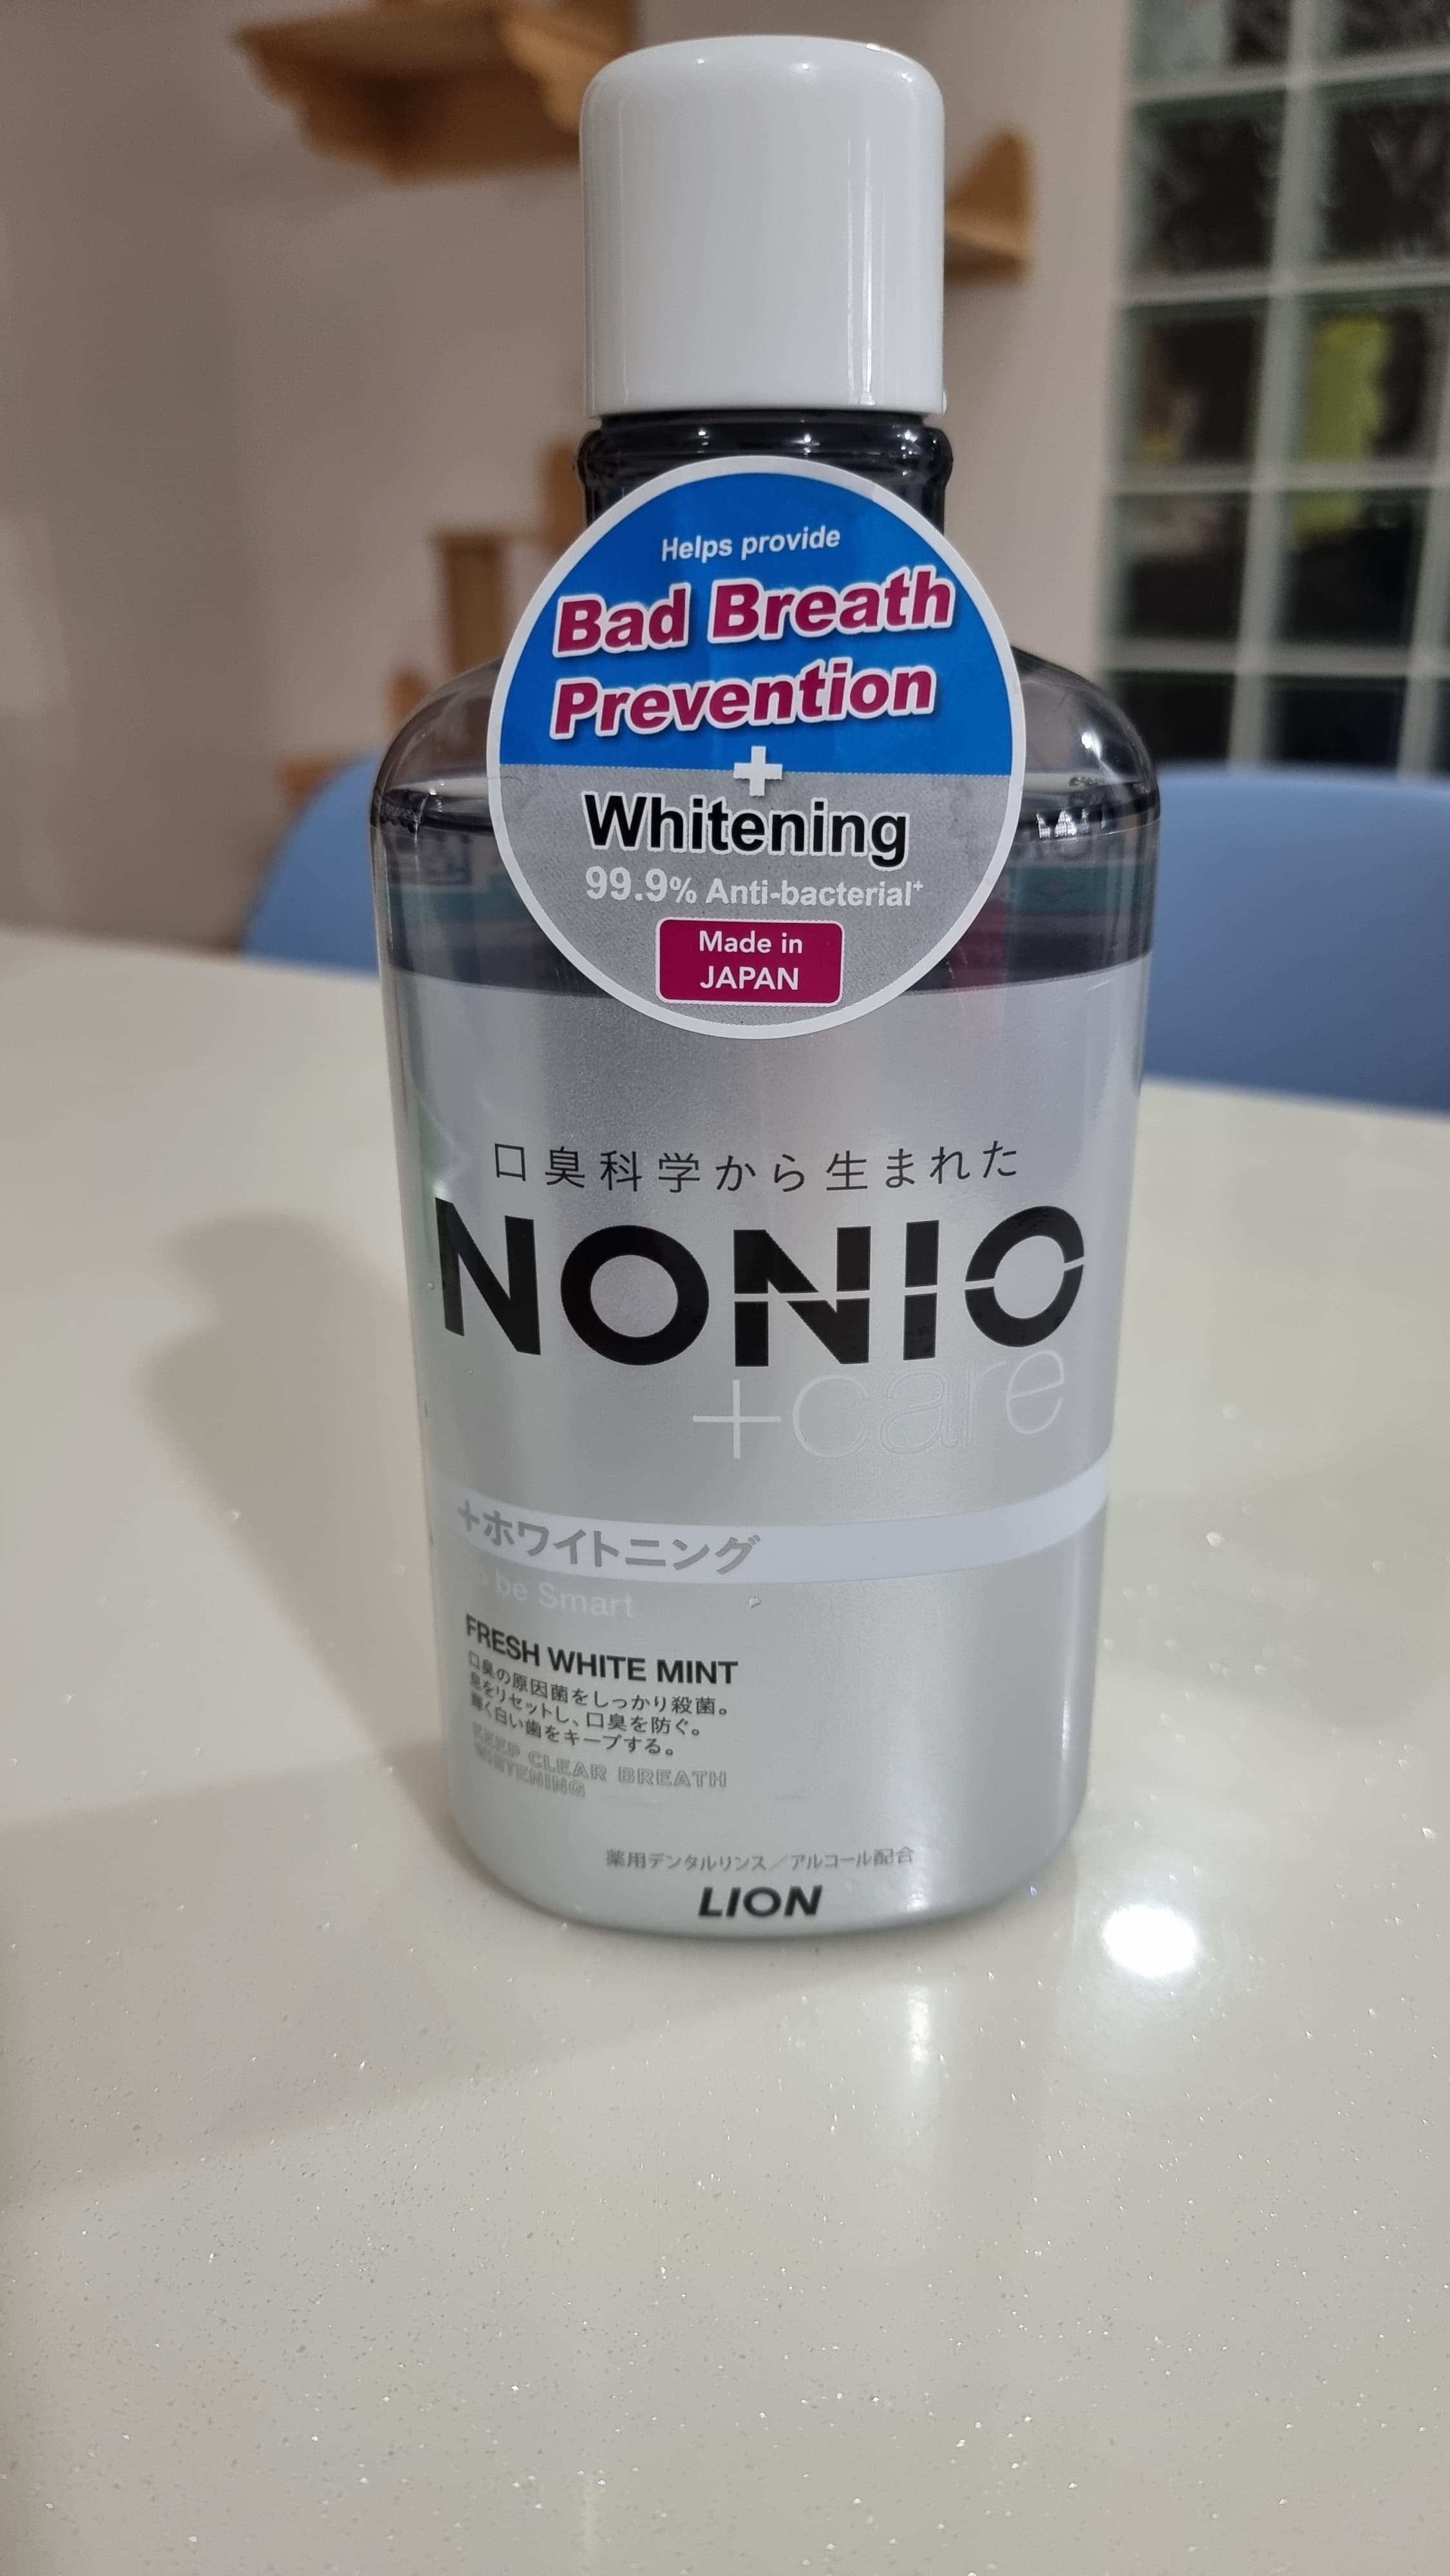 Helps provide
Bad Breath
Prevention
+
Whitening
99.9% Anti-bacterial+
Made in
JAPAN
口臭科学から生まれた
NONIO
+care
+ホワイトニング
be Smart
FRESH WHITE MINT
口臭の原因菌をしっかり殺菌。
息をリセットし、口臭を防ぐ。
輝く白い歯をキープする。
KEEP CLEAR BREATH
WHITENING
薬用デンタルリンス／アルコール配合
LION